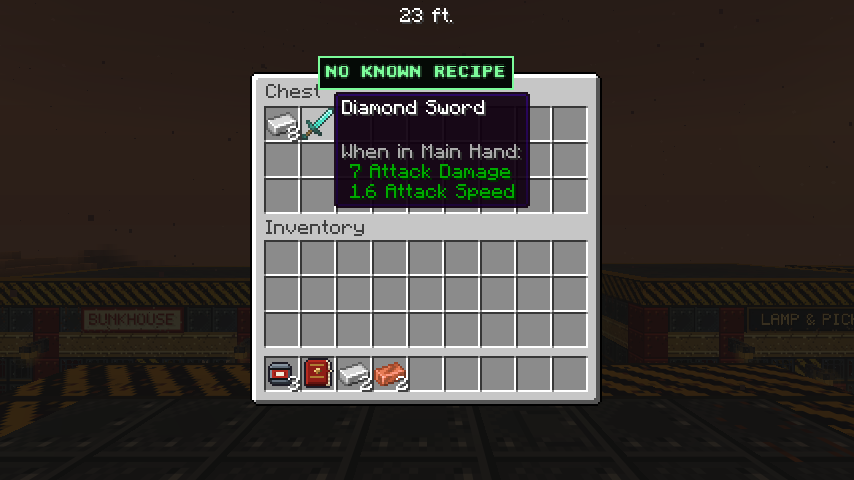 23 ft.
NO KNOWN RECIPE
Chest
Diamond Sword
8
When in Main Hand:
7 Attack Damage
1.6 Attack Speed
Inventory
BUNKHOUSE
LAMP & PICK
3
2
2